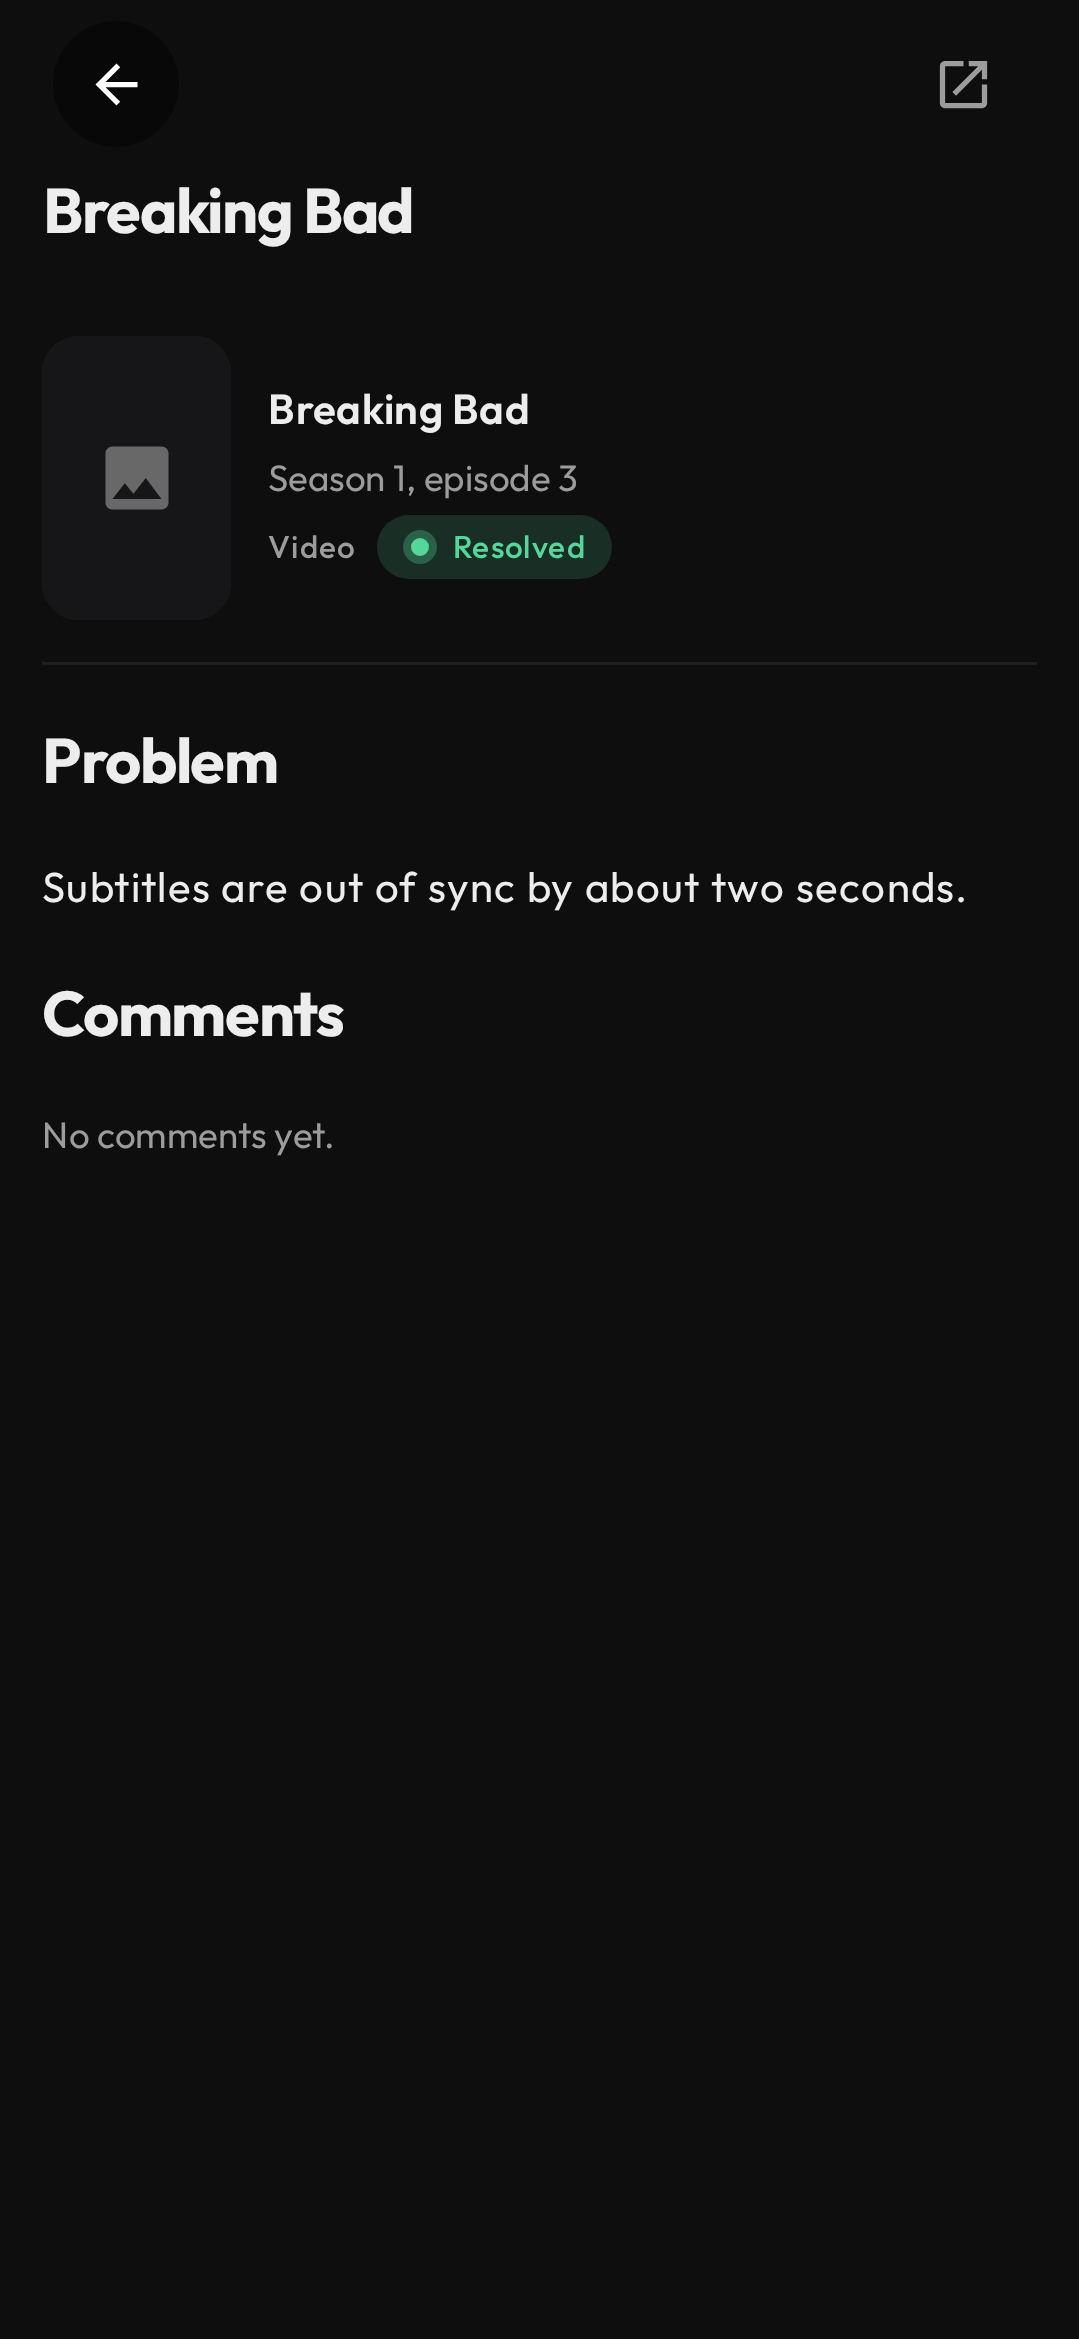 Breaking Bad
Breaking Bad
Season 1, episode 3
Video
Resolved
Problem
Subtitles are out of sync by about two seconds.
Comments
No comments yet.